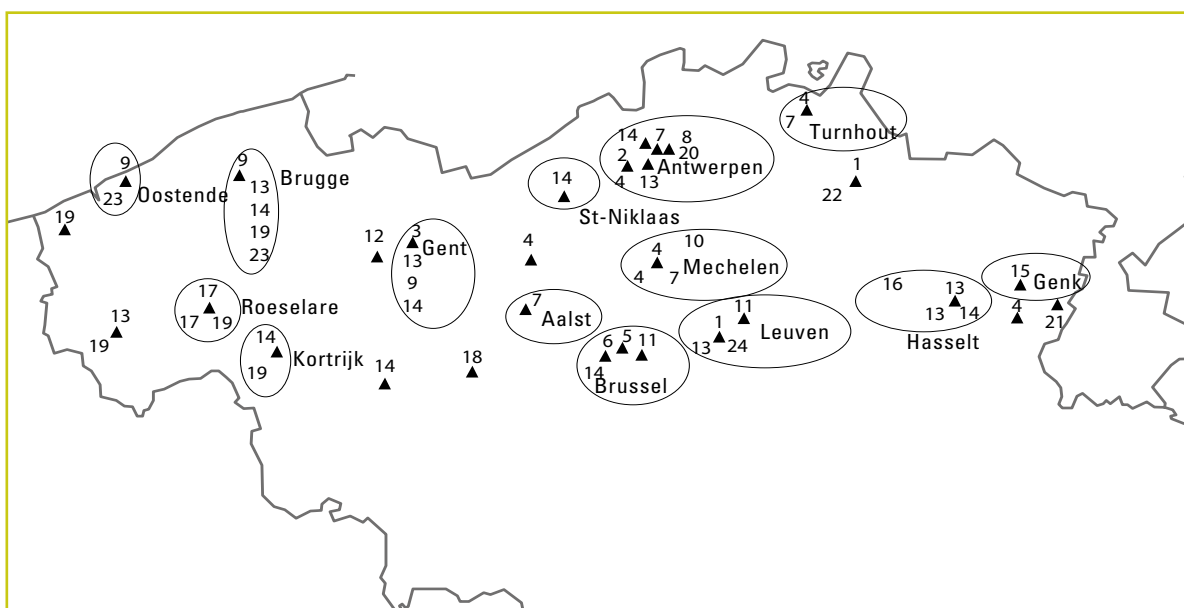 4
7
Turnhout
14 7 8
20
2 Antwerpen
4 13
9
23 Oostende
9
Brugge
13
14
19
23
14
St-Niklaas
1
22
19
12
3
Gent
13
9
14
4
10
4 Mechelen
4 7
15
Genk
16 13
13 14
Hasselt
4
21
17
Roeselare
17 19
7
Aalst
11
1 Leuven
13 24
13
19
14
Kortrijk
19
6 5 11
14
Brussel
14
18